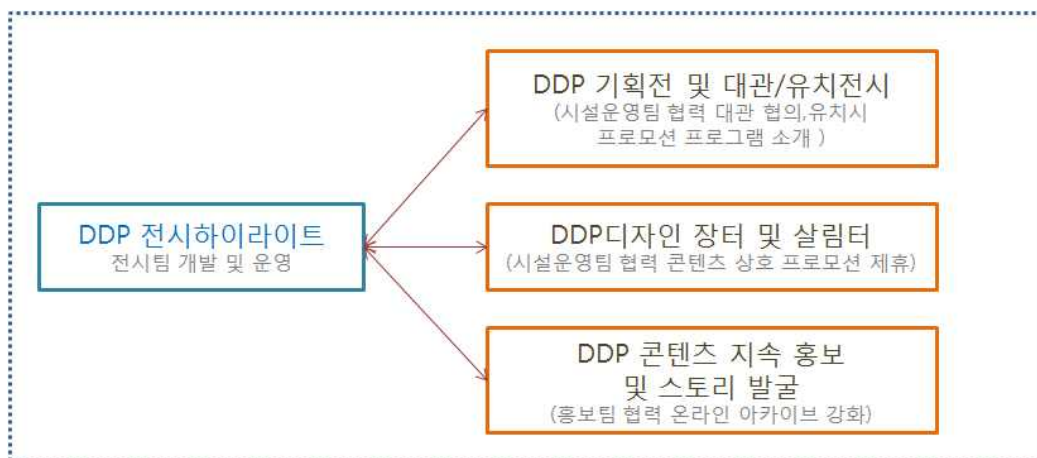 DDP 기획전 및 대관/유치전시
(시설운영팀 협력 대관 협의,유치시
프로모션 프로그램 소개 )
DDP 전시하이라이트
전시팀 개발 및 운영
DDP디자인 장터 및 살림터
(시설운영팀 협력 콘텐츠 상호 프로모션 제휴)
DDP 콘텐츠 지속 홍보
및 스토리 발굴
(홍보팀 협력 온라인 아카이브 강화)